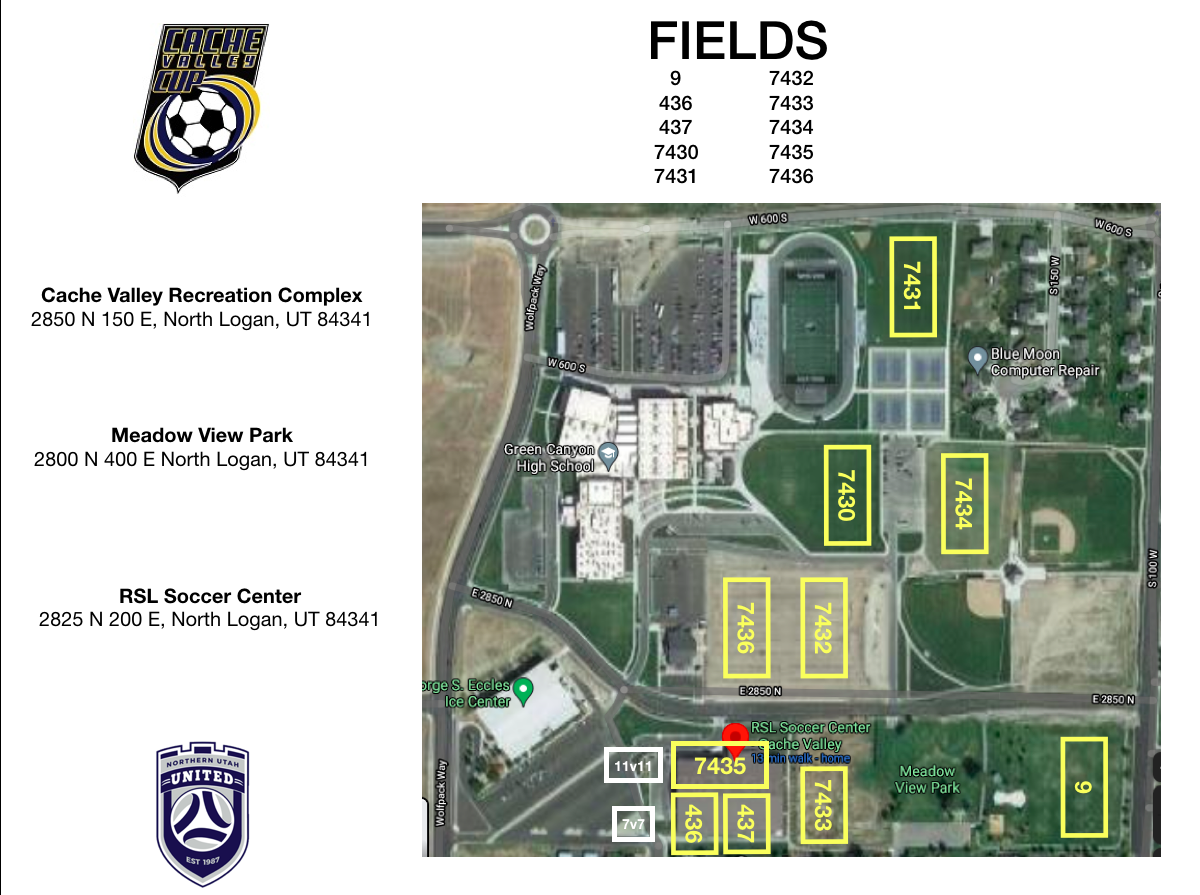 CACHE
VALLEY
CUP
FIELDS
9 7432
436 7433
437 7434
7430 7435
7431 7436
Cache Valley Recreation Complex
2850 N 150 E, North Logan, UT 84341
Meadow View Park
2800 N 400 E North Logan, UT 84341
RSL Soccer Center
2825 N 200 E, North Logan, UT 84341
NORTHERN UTAH
UNITED
EST 1987
W 600 S
W 600 S
Wolfpack Way
7431
S 150 W
W 600 S
Blue Moon
Computer Repair
Green Canyon
High School
7430
7434
S 100 W
E 2850 N
7436
7432
orge S. Eccles
Ice Center
E 2850 N
E 2850 N
RSL Soccer Center
Cache Valley
13 min walk - home
11v11
7435
Meadow
View Park
9
Wolfpack Way
7v7
436
437
7433